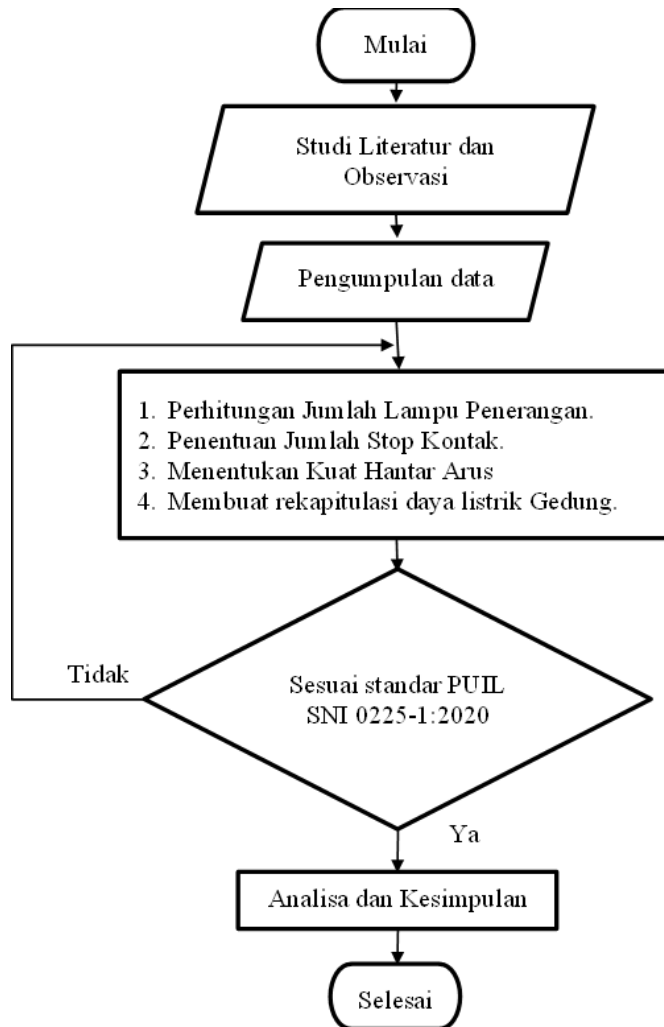 Mulai
Studi Literatur dan
Observasi
Pengumpulan data
1. Perhitungan Jumlah Lampu Penerangan.
2. Penentuan Jumlah Stop Kontak.
3. Menentukan Kuat Hantar Arus
4. Membuat rekapitulasi daya listrik Gedung.
Tidak
Sesuai standar PUIL
SNI 0225-1:2020
Ya
Analisa dan Kesimpulan
Selesai